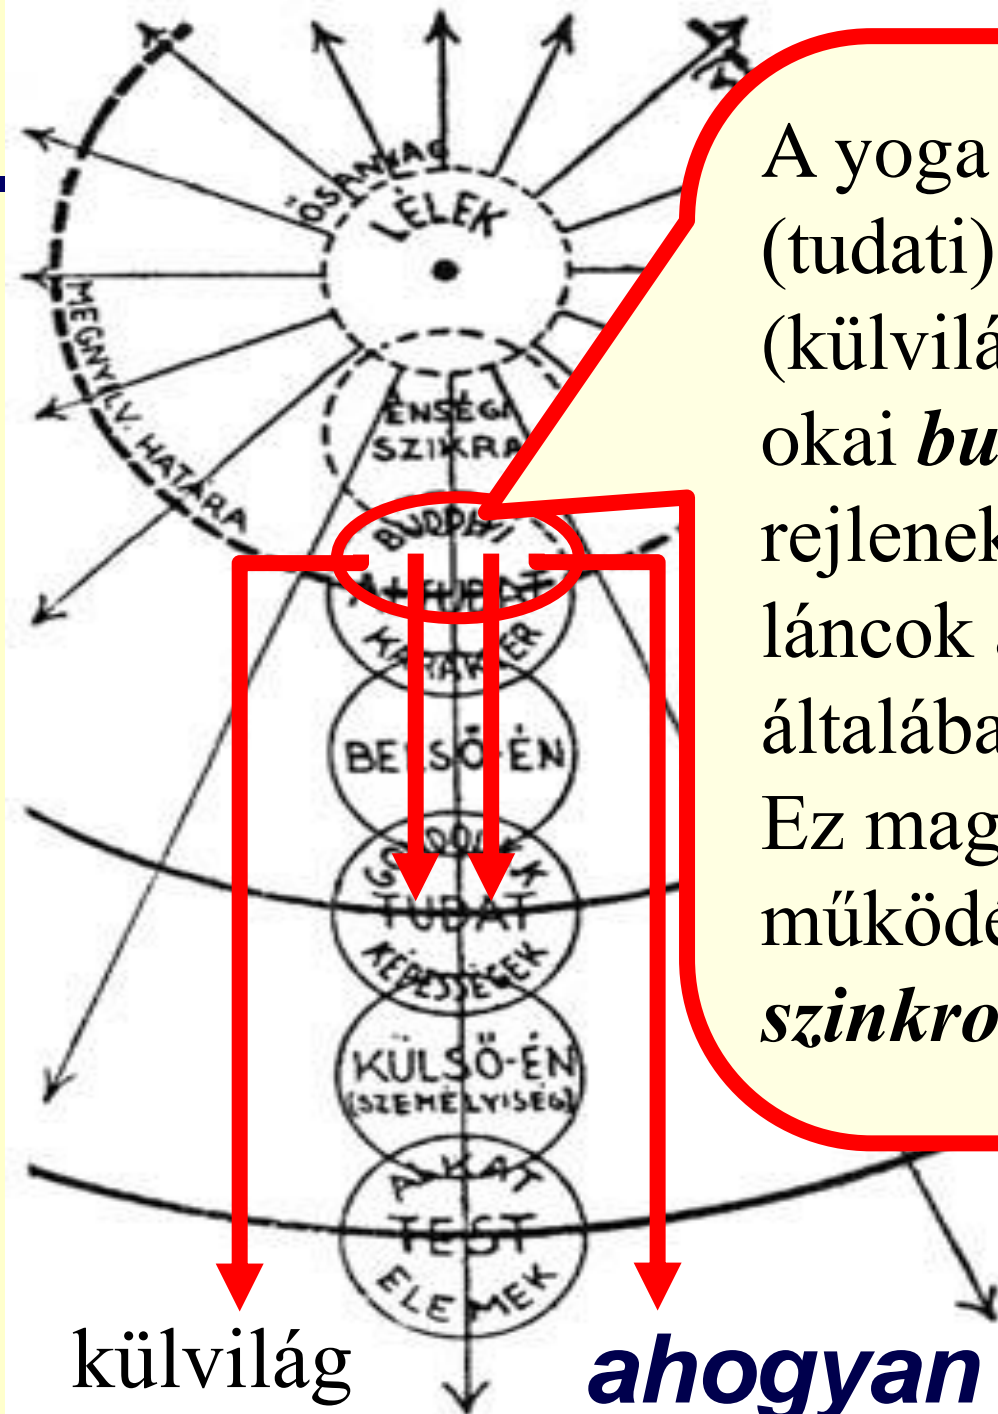 ŐSANYAG
LÉLEK
MEGNYILV. HATÁRA
ÉNSÉGI
SZIKRA
BUDDHI
KARAKTER
BELSŐ-ÉN
TUDAT
KÉPESSÉGEK
KÜLSŐ-ÉN
(SZEMÉLYISÉG)
ALKAT
TEST
ELEMEK
A yoga
(tudati)
(külvilá
okai bu
rejlenek
láncok
általába
Ez mag
működé
szinkro
külvilág
ahogyan